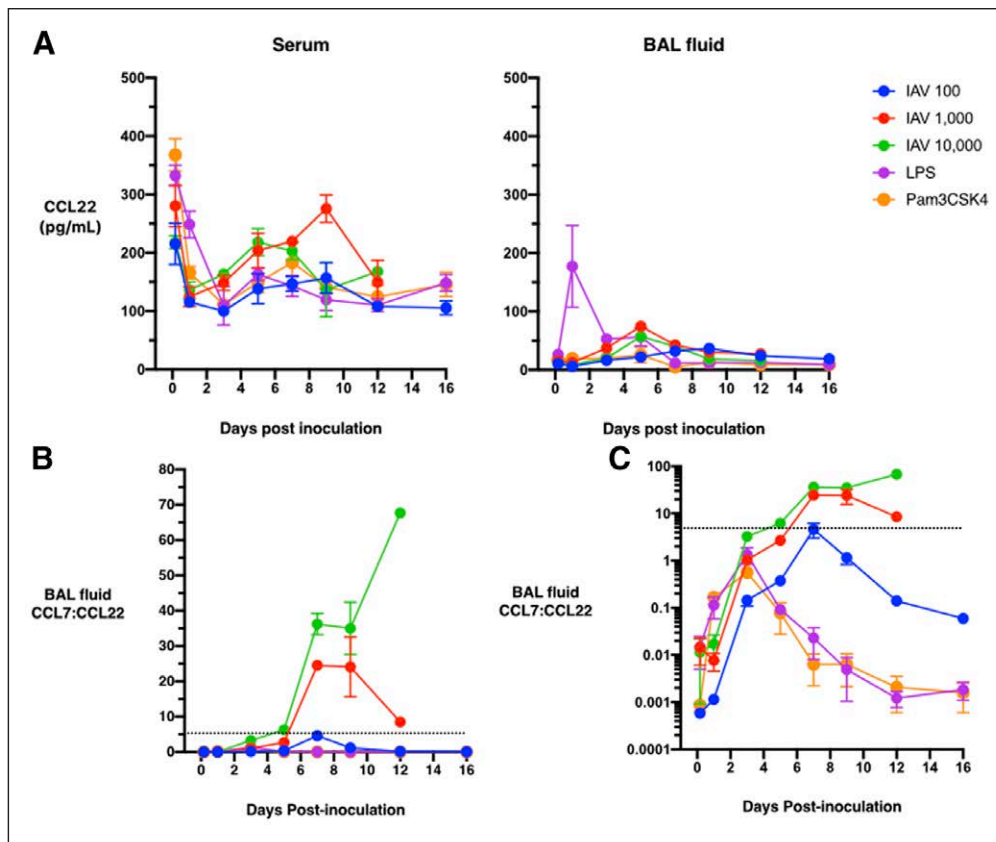 A
Serum
BAL fluid
500
400
300
200
100
0
CCL22
(pg/mL)
0 2 4 6 8 10 12 14 16
Days post inoculation
500
400
300
200
100
0
0 2 4 6 8 10 12 14 16
Days post inoculation
IAV 100
IAV 1,000
IAV 10,000
LPS
Pam3CSK4
B
80
70
60
50
40
30
20
10
0
BAL fluid
CCL7:CCL22
0 2 4 6 8 10 12 14 16
Days Post-inoculation
C
100
10
1
0.1
0.01
0.001
0.0001
BAL fluid
CCL7:CCL22
0 2 4 6 8 10 12 14 16
Days Post-inoculation